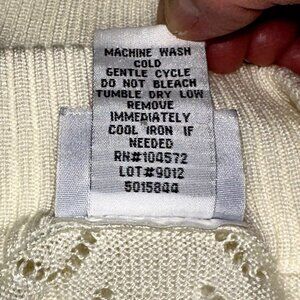 MACHINE WASH
COLD
GENTLE CYCLE
DO NOT BLEACH
TUMBLE DRY LOW
REMOVE
IMMEDIATELY
COOL IRON IF
NEEDED
RN#104572
LOT#9012
5015844